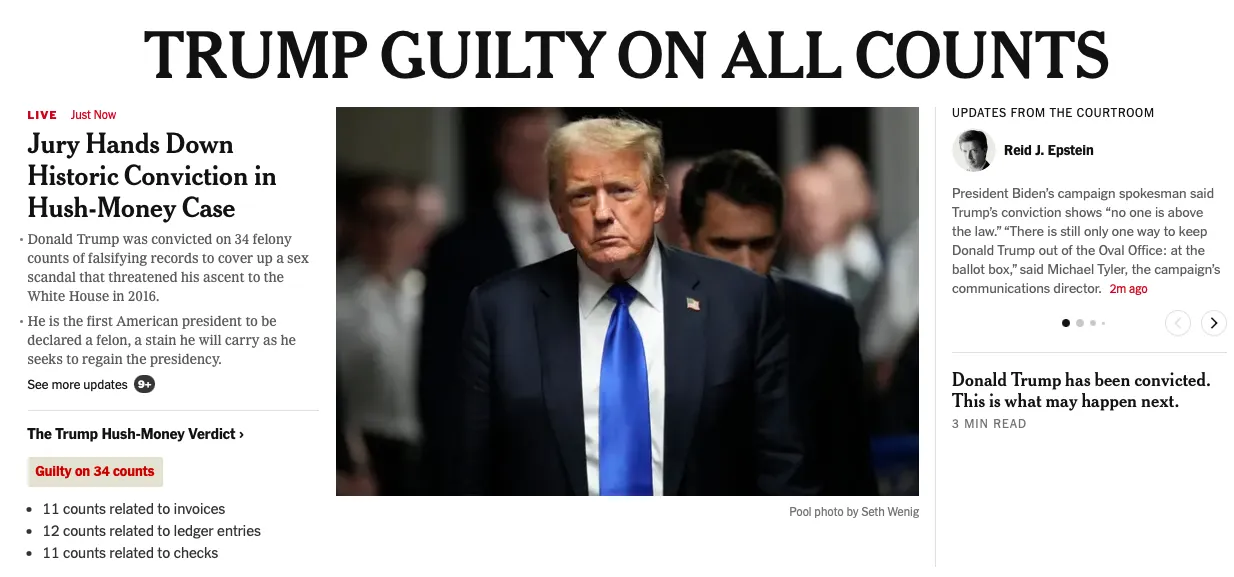 TRUMP GUILTY ON ALL COUNTS
LIVE Just Now
Jury Hands Down
Historic Conviction in
Hush-Money Case
• Donald Trump was convicted on 34 felony
counts of falsifying records to cover up a sex
scandal that threatened his ascent to the
White House in 2016.
• He is the first American president to be
declared a felon, a stain he will carry as he
seeks to regain the presidency.
See more updates 9+
The Trump Hush-Money Verdict ›
Guilty on 34 counts
• 11 counts related to invoices
• 12 counts related to ledger entries
• 11 counts related to checks
Pool photo by Seth Wenig
UPDATES FROM THE COURTROOM
Reid J. Epstein
President Biden’s campaign spokesman said
Trump’s conviction shows “no one is above
the law.” “There is still only one way to keep
Donald Trump out of the Oval Office: at the
ballot box,” said Michael Tyler, the campaign’s
communications director. 2m ago
Donald Trump has been convicted.
This is what may happen next.
3 MIN READ